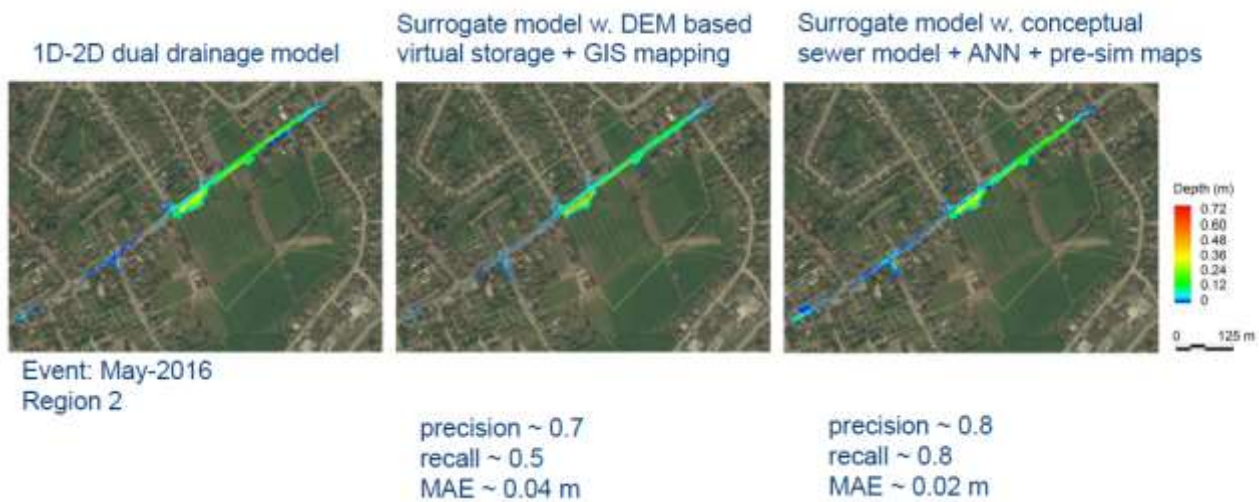 1D-2D dual drainage model
Surrogate model w. DEM based
virtual storage + GIS mapping
Surrogate model w. conceptual
sewer model + ANN + pre-sim maps
Depth (m)
0.72
0.60
0.48
0.36
0.24
0.12
0
0 125 m
Event: May-2016
Region 2
precision ~ 0.7
recall ~ 0.5
MAE ~ 0.04 m
precision ~ 0.8
recall ~ 0.8
MAE ~ 0.02 m